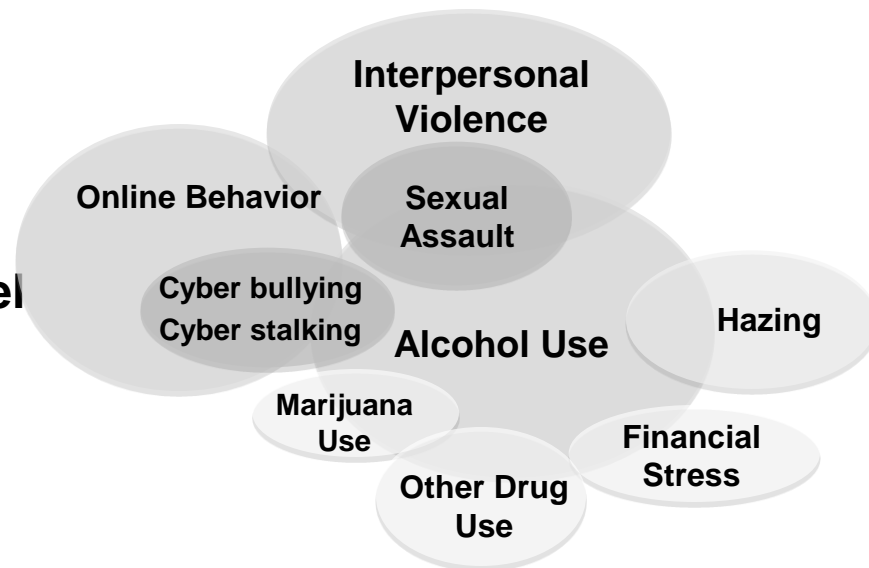 Interpersonal
Violence
Online Behavior
Sexual
Assault
Cyber bullying
Cyber stalking
Alcohol Use
Hazing
Marijuana
Use
Financial
Stress
Other Drug
Use